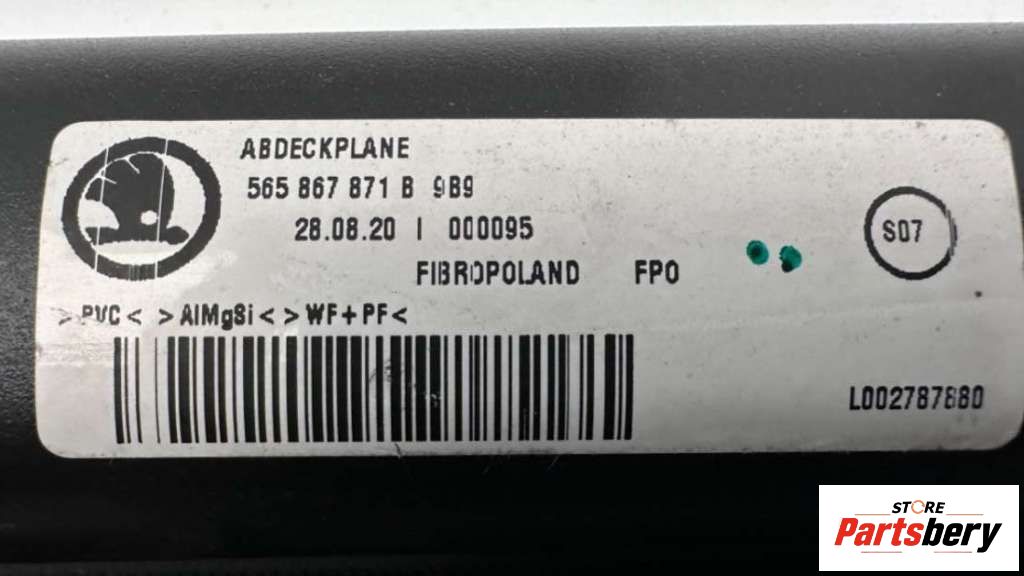 ABDECKPLANE
565 867 871 B 9B9
28.08.20 | 000095
FIBROPOLAND FPO
S07
>PVC< >AlMgSi<>WF+PF<
L002787880
STORE
Partsbery